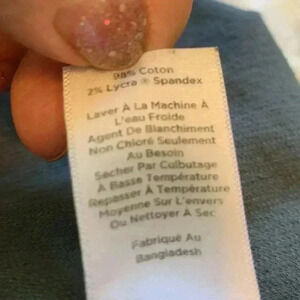 98% Coton
2% Lycra ® Spandex
Laver À La Machine À
L'eau Froide
Agent De Blanchiment
Non Chloré Seulement
Au Besoin
Sécher Par Culbutage
À Basse Température
Repasser À Température
Moyenne Sur L'envers
Ou Nettoyer À Sec
Fabriqué Au
Bangladesh